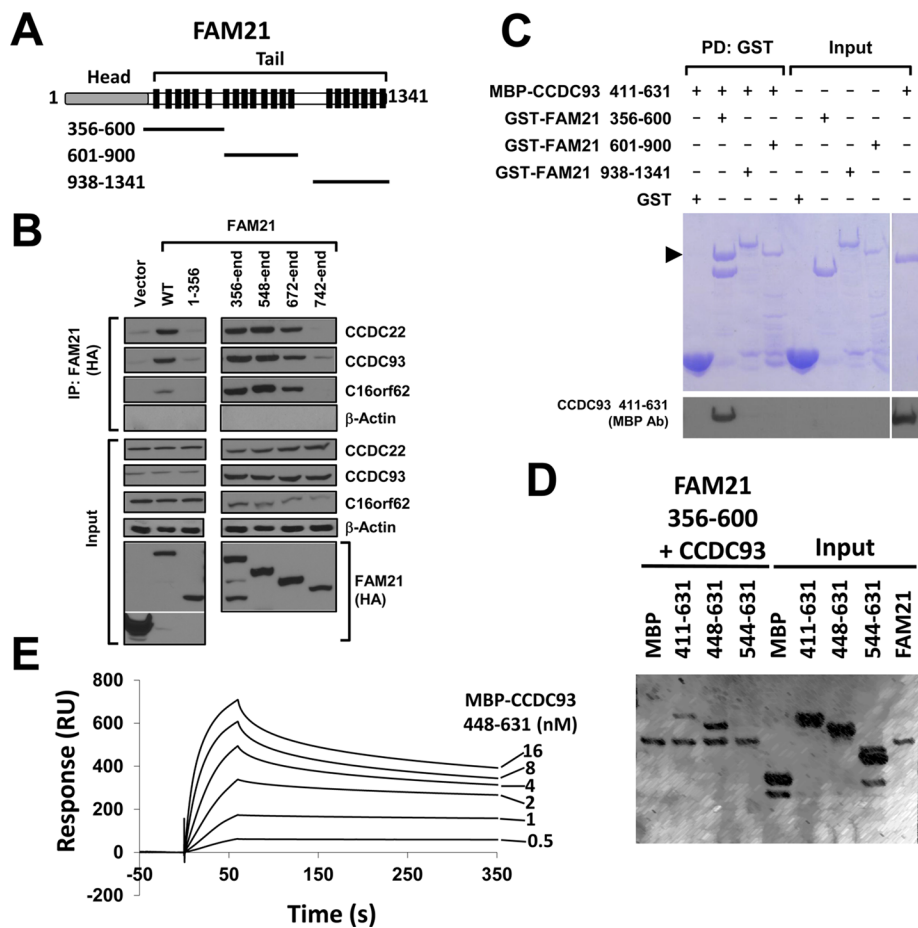 A
FAM21
Head
Tail
1
1341
356-600
601-900
938-1341
B
FAM21
Vector
WT
1-356
356-end
548-end
672-end
742-end
IP: FAM21
(HA)
CCDC22
CCDC93
C16orf62
β-Actin
Input
CCDC22
CCDC93
C16orf62
β-Actin
FAM21
(HA)
C
PD: GST
Input
MBP-CCDC93 411-631 + + + + - - - - +
GST-FAM21 356-600 - + - - - + - - -
GST-FAM21 601-900 - - - + - - - + -
GST-FAM21 938-1341 - - + - - - + - -
GST + - - - + - - - -
CCDC93 411-631
(MBP Ab)
D
FAM21
356-600
+ CCDC93
Input
MBP
411-631
448-631
544-631
MBP
411-631
448-631
544-631
FAM21
E
Response (RU)
800
600
400
200
0
-200
-50
50
150
250
350
Time (s)
MBP-CCDC93
448-631 (nM)
16
8
4
2
1
0.5